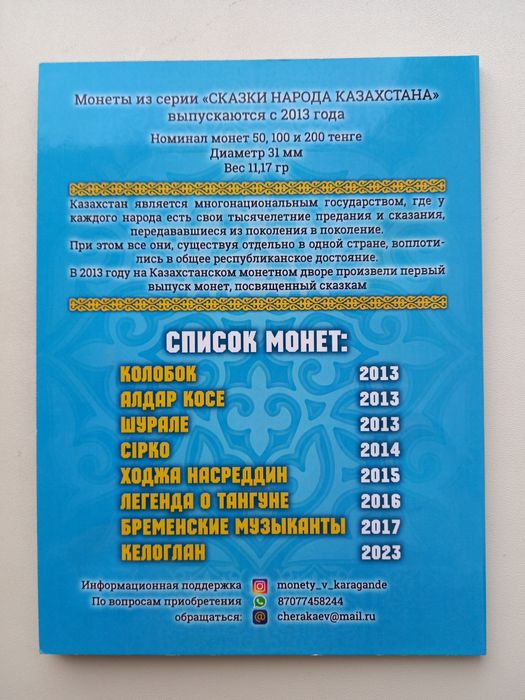 Монеты из серии «СКАЗКИ НАРОДА КАЗАХСТАНА»
выпускаются с 2013 года
Номинал монет 50, 100 и 200 тенге
Диаметр 31 мм
Вес 11,17 гр
Казахстан является многонациональным государством, где у
каждого народа есть свои тысячелетние предания и сказания,
передававшиеся из поколения в поколение.
При этом все они, существуя отдельно в одной стране, воплоти-
лись в общее республиканское достояние.
В 2013 году на Казахстанском монетном дворе произвели первый
выпуск монет, посвященный сказкам
СПИСОК МОНЕТ:
КОЛОБОК 2013
АЛДАР КОСЕ 2013
ШУРАЛЕ 2013
СІРКО 2014
ХОДЖА НАСРЕДДИН 2015
ЛЕГЕНДА О ТАНГУНЕ 2016
БРЕМЕНСКИЕ МУЗЫКАНТЫ 2017
КЕЛОГЛАН 2023
Информационная поддержка monety_v_karagande
По вопросам приобретения 87077458244
обращаться: @ cherakaev@mail.ru